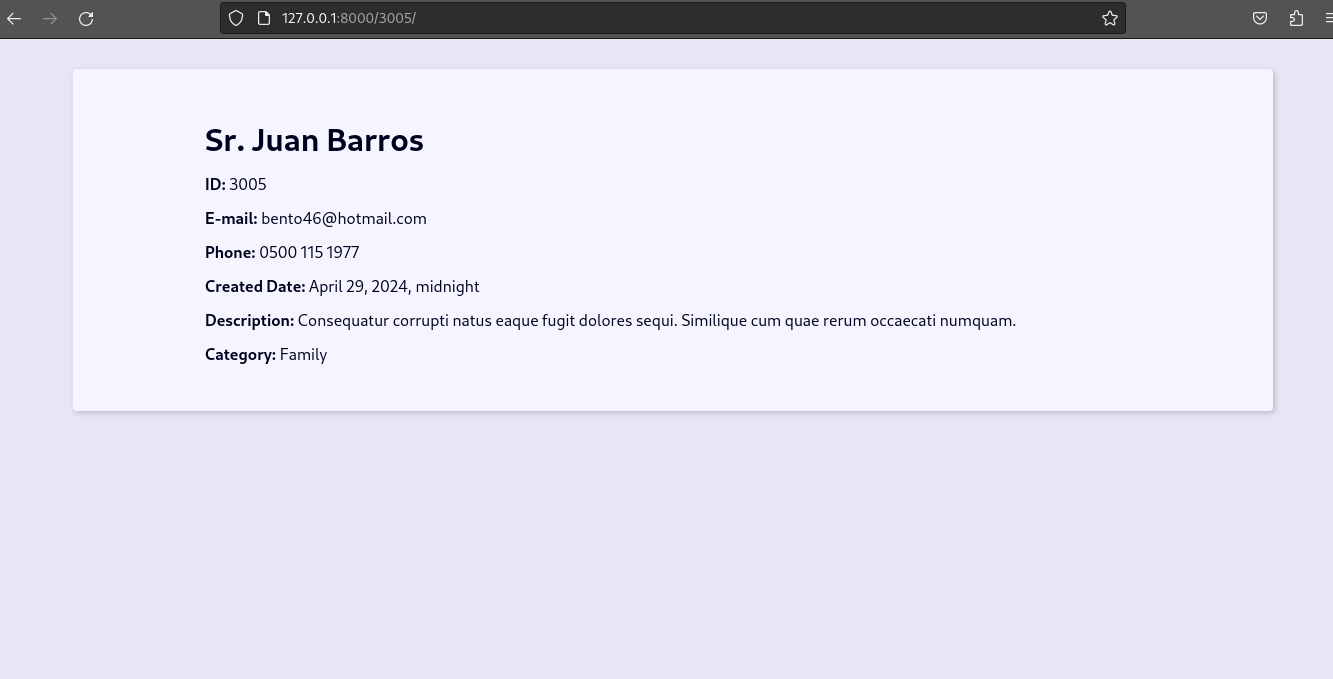 127.0.0.1:8000/3005/
Sr. Juan Barros
ID: 3005
E-mail: bento46@hotmail.com
Phone: 0500 115 1977
Created Date: April 29, 2024, midnight
Description: Consequatur corrupti natus eaque fugit dolores sequi. Similique cum quae rerum occaecati numquam.
Category: Family